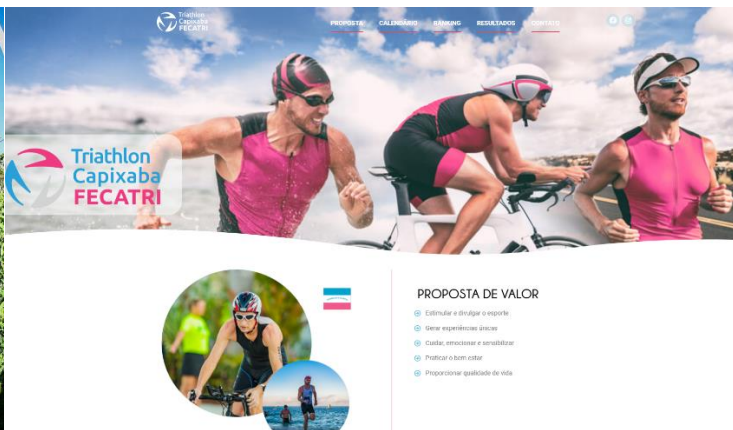 Triathlon
Capixaba
FECATRI
PROPOSTA CALENDÁRIO RANKING RESULTADOS CONTATO
Triathlon
Capixaba
FECATRI
PROPOSTA DE VALOR
Estimular e divulgar o esporte
Gerar experiências únicas
Cuidar, emocionar e sensibilizar
Praticar o bem estar
Proporcionar qualidade de vida